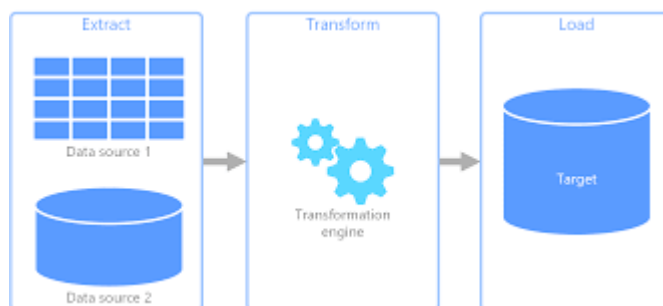 Extract
Data source 1
Data source 2
Transform
Transformation
engine
Load
Target